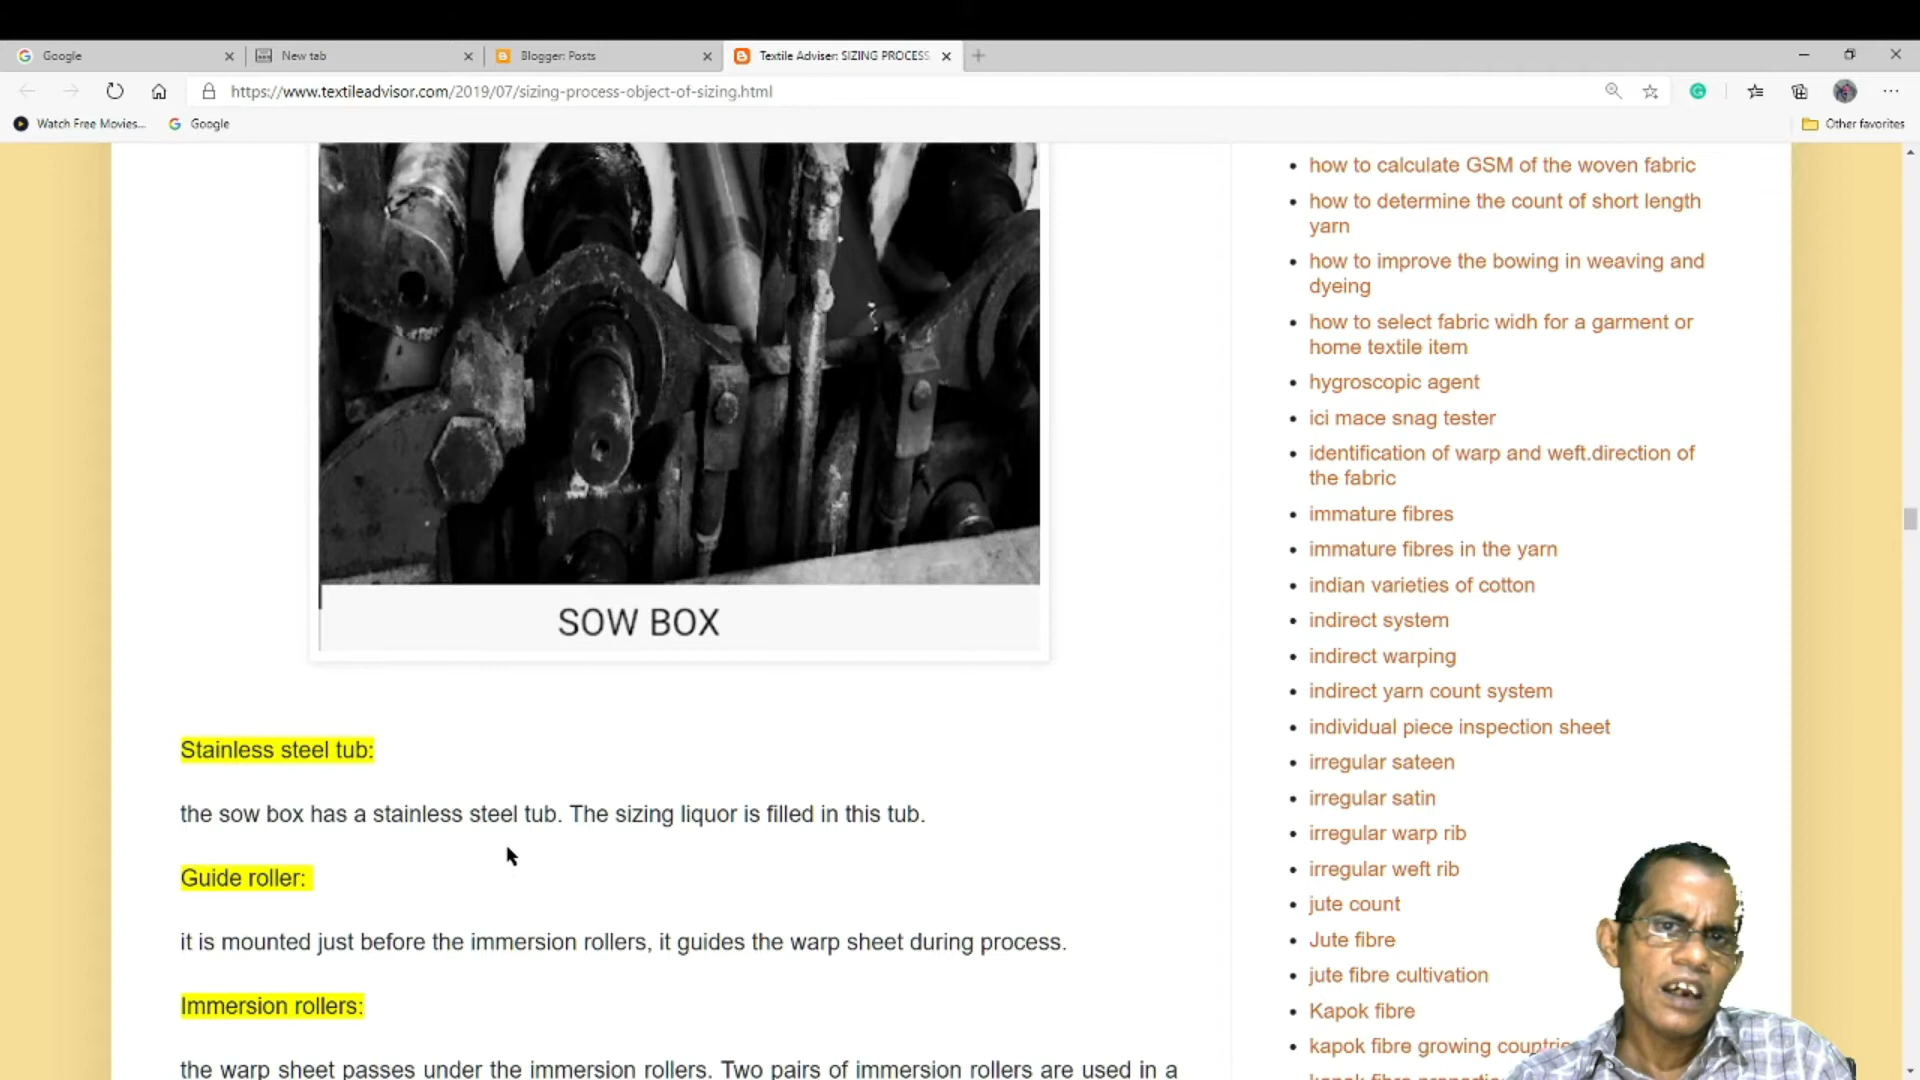 Google
New tab
Blogger: Posts
Textile Adviser: SIZING PROCESS,
https://www.textileadvisor.com/2019/07/sizing-process-object-of-sizing.html
Watch Free Movies...
Google
Other favorites
SOW BOX
Stainless steel tub:
the sow box has a stainless steel tub. The sizing liquor is filled in this tub.
Guide roller:
it is mounted just before the immersion rollers, it guides the warp sheet during process.
Immersion rollers:
the warp sheet passes under the immersion rollers. Two pairs of immersion rollers are used in a
how to calculate GSM of the woven fabric
how to determine the count of short length
yarn
how to improve the bowing in weaving and
dyeing
how to select fabric widh for a garment or
home textile item
hygroscopic agent
ici mace snag tester
identification of warp and weft.direction of
the fabric
immature fibres
immature fibres in the yarn
indian varieties of cotton
indirect system
indirect warping
indirect yarn count system
individual piece inspection sheet
irregular sateen
irregular satin
irregular warp rib
irregular weft rib
jute count
Jute fibre
jute fibre cultivation
Kapok fibre
kapok fibre growing